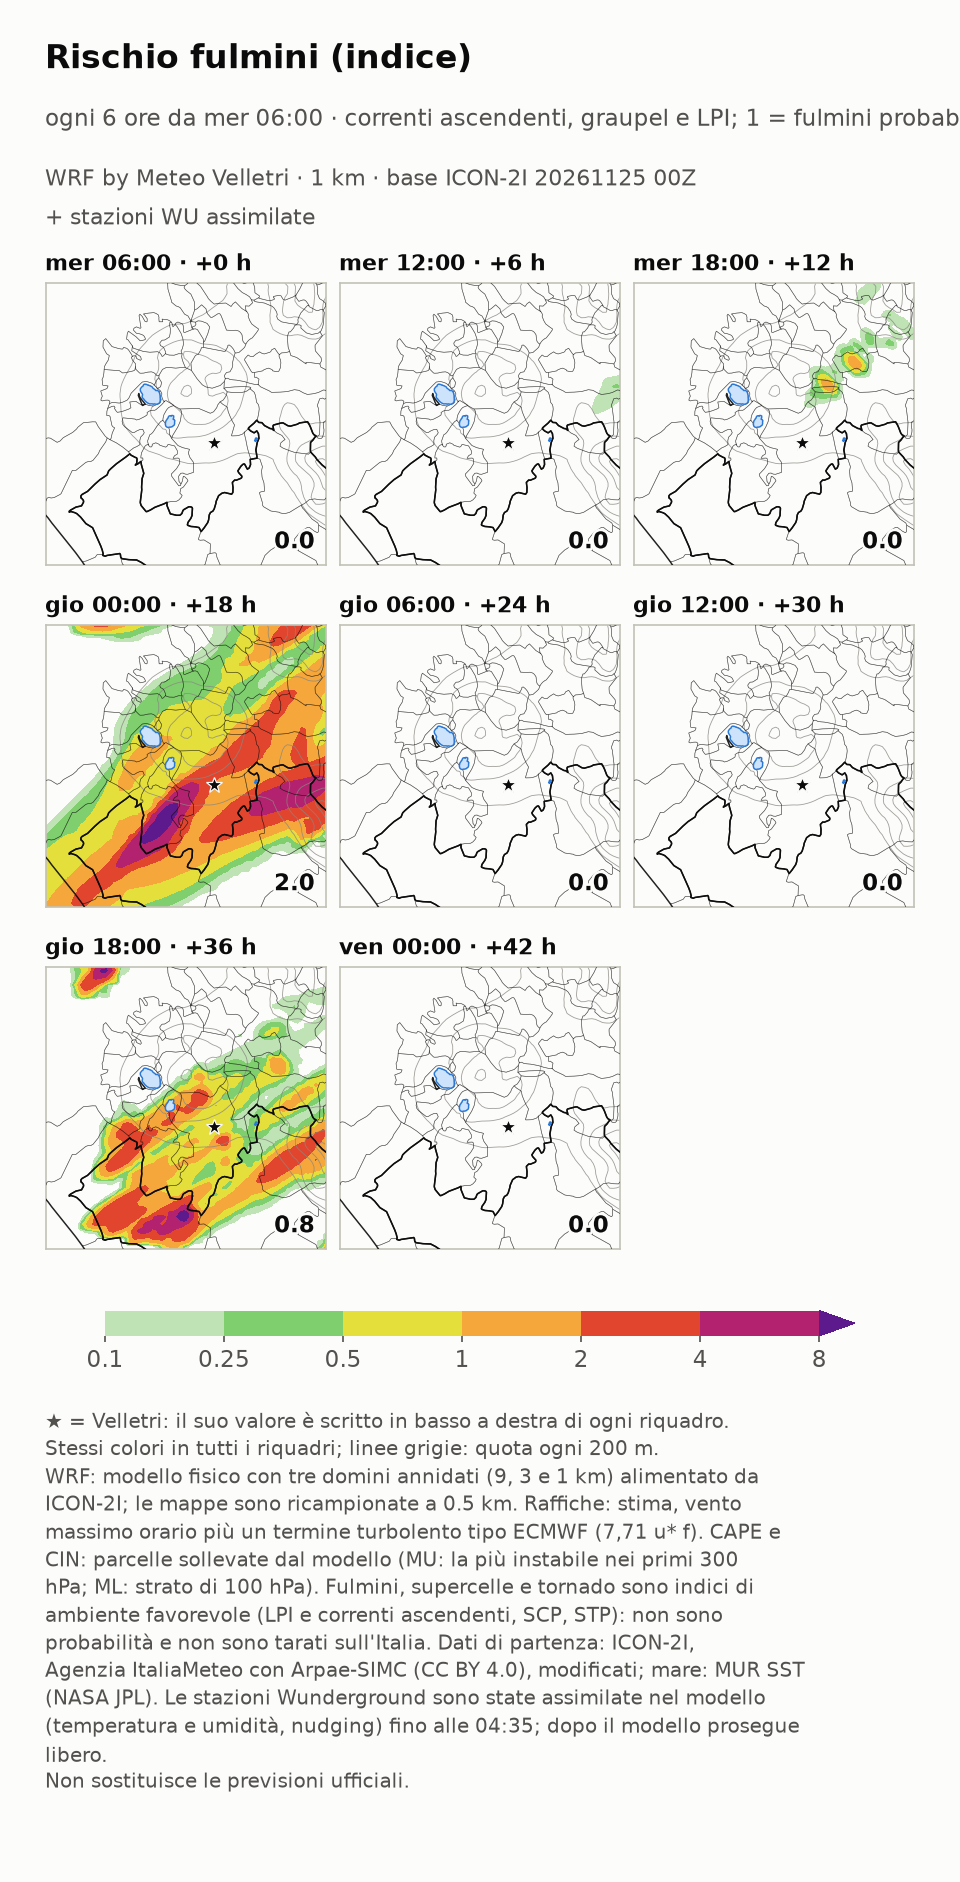 Rischio fulmini (indice)
ogni 6 ore da mer 06:00 · correnti ascendenti, graupel e LPI; 1 = fulmini probab
WRF by Meteo Velletri · 1 km · base ICON-2I 20261125 00Z
+ stazioni WU assimilate
mer 06:00 · +0 h
mer 12:00 · +6 h
mer 18:00 · +12 h
0.0
0.0
0.0
gio 00:00 · +18 h
gio 06:00 · +24 h
gio 12:00 · +30 h
2.0
0.0
0.0
gio 18:00 · +36 h
ven 00:00 · +42 h
0.8
0.0
0.1 0.25 0.5 1 2 4 8
★ = Velletri: il suo valore è scritto in basso a destra di ogni riquadro.
Stessi colori in tutti i riquadri; linee grigie: quota ogni 200 m.
WRF: modello fisico con tre domini annidati (9, 3 e 1 km) alimentato da
ICON-2I; le mappe sono ricampionate a 0.5 km. Raffiche: stima, vento
massimo orario più un termine turbolento tipo ECMWF (7,71 u* f). CAPE e
CIN: parcelle sollevate dal modello (MU: la più instabile nei primi 300
hPa; ML: strato di 100 hPa). Fulmini, supercelle e tornado sono indici di
ambiente favorevole (LPI e correnti ascendenti, SCP, STP): non sono
probabilità e non sono tarati sull'Italia. Dati di partenza: ICON-2I,
Agenzia ItaliaMeteo con Arpae-SIMC (CC BY 4.0), modificati; mare: MUR SST
(NASA JPL). Le stazioni Wunderground sono state assimilate nel modello
(temperatura e umidità, nudging) fino alle 04:35; dopo il modello prosegue
libero.
Non sostituisce le previsioni ufficiali.